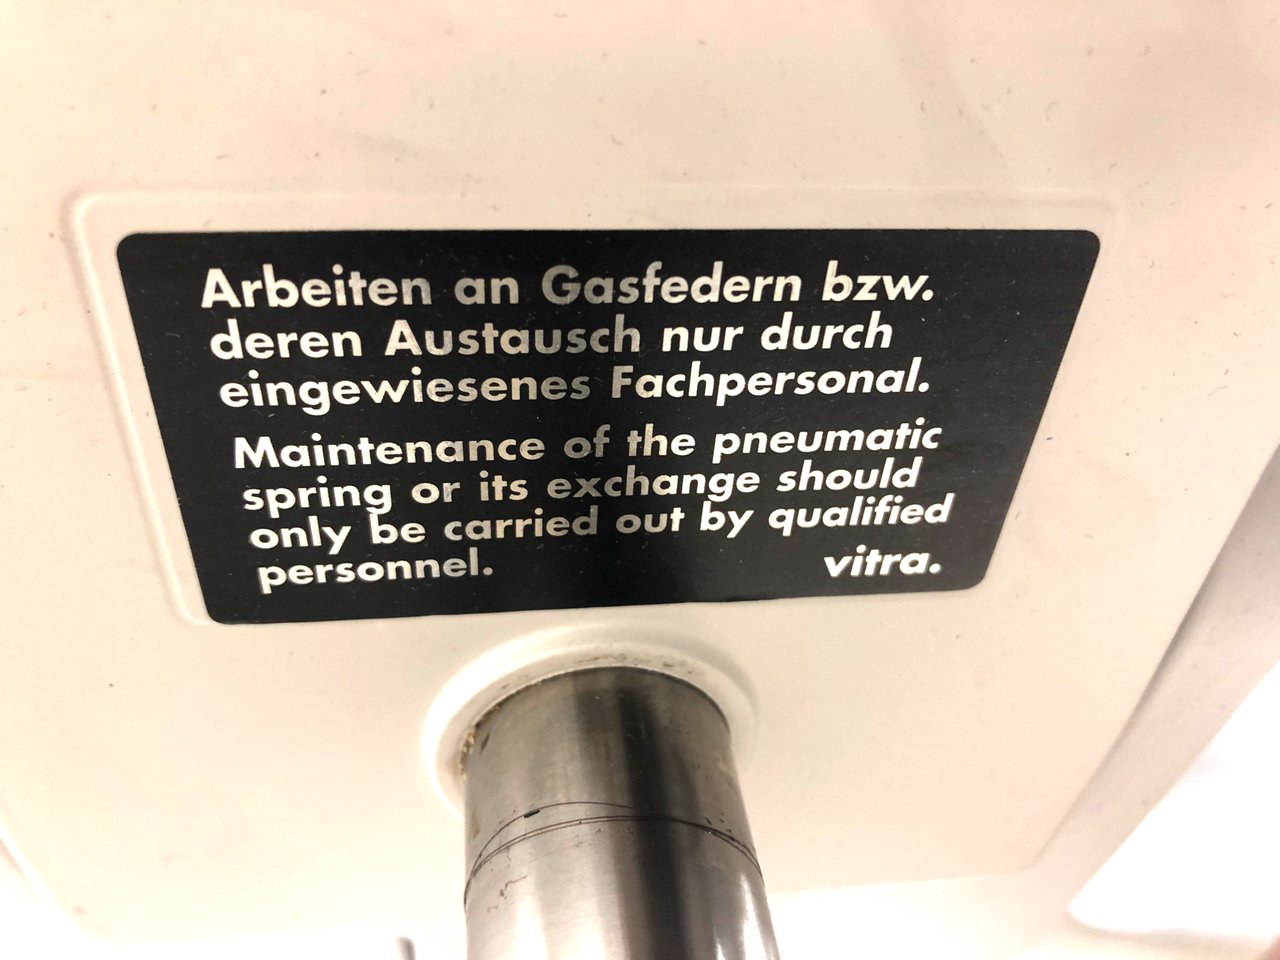 Arbeiten an Gasfedern bzw.
deren Austausch nur durch
eingewiesenes Fachpersonal.
Maintenance of the pneumatic
spring or its exchange should
only be carried out by qualified
personnel. vitra.